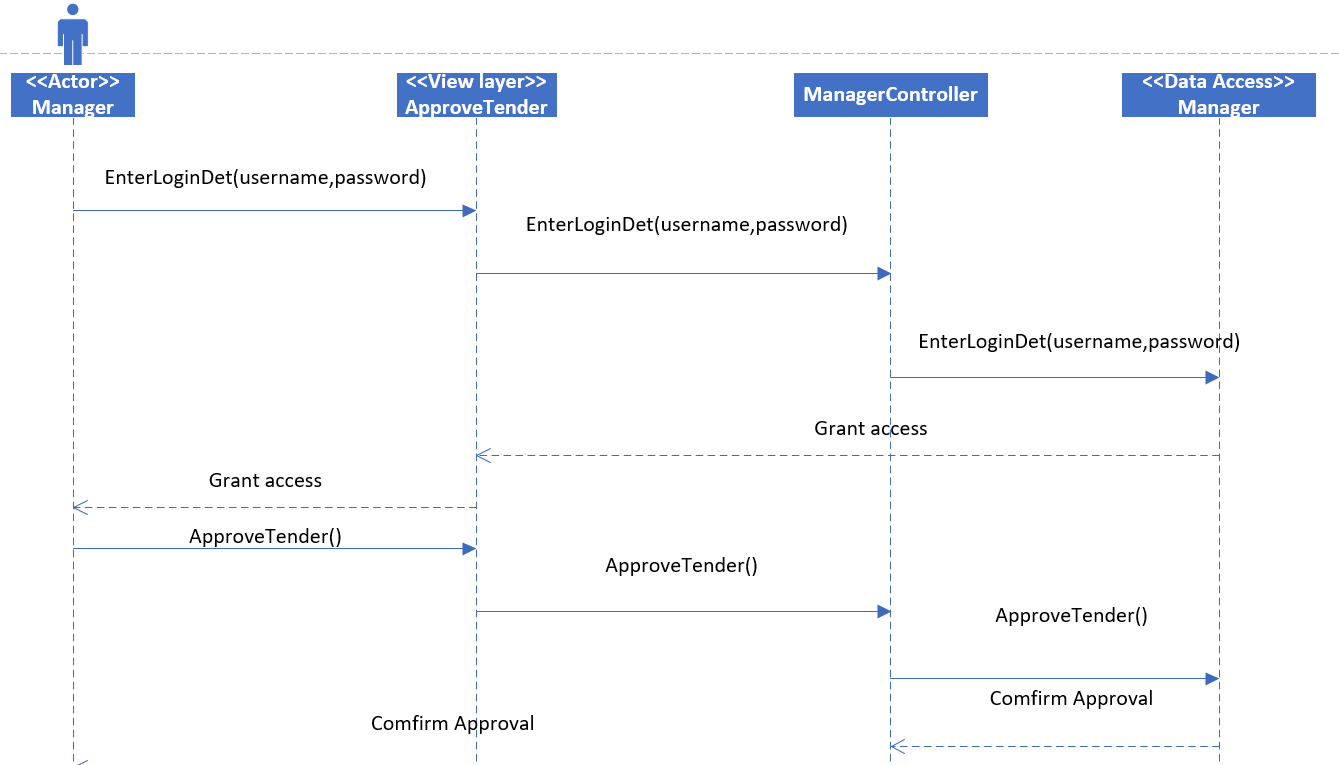 <<Actor>>
Manager
<<View layer>>
ApproveTender
ManagerController
<<Data Access>>
Manager
EnterLoginDet(username,password)
EnterLoginDet(username,password)
EnterLoginDet(username,password)
Grant access
Grant access
ApproveTender()
ApproveTender()
ApproveTender()
Comfirm Approval
Comfirm Approval